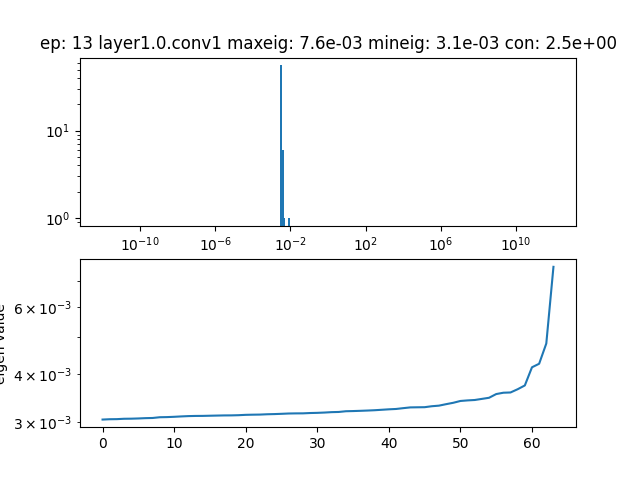 ep: 13 layer1.0.conv1 maxeig: 7.6e-03 mineig: 3.1e-03 con: 2.5e+00
10¹
10⁰
10⁻¹⁰ 10⁻⁶ 10⁻² 10² 10⁶ 10¹⁰
eigen value
6 × 10⁻³
4 × 10⁻³
3 × 10⁻³
0 10 20 30 40 50 60